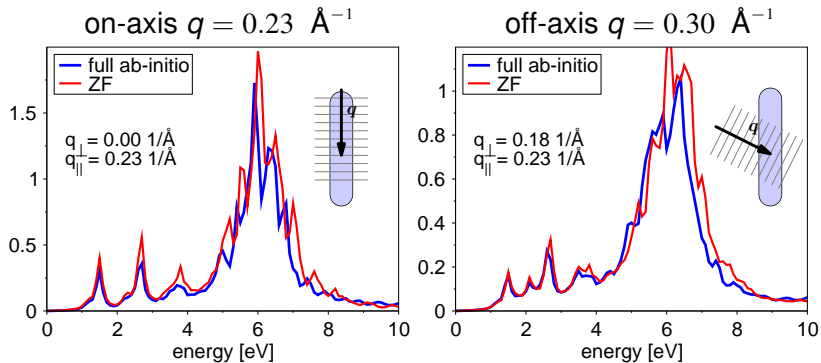 on-axis q = 0.23 Å⁻¹
full ab-initio
ZF
q
q⊥ = 0.00 1/Å
q|| = 0.23 1/Å
1.5
1
0.5
0
0 2 4 6 8 10
energy [eV]
off-axis q = 0.30 Å⁻¹
full ab-initio
ZF
q
q⊥ = 0.18 1/Å
q|| = 0.23 1/Å
1
0.8
0.6
0.4
0.2
0
0 2 4 6 8 10
energy [eV]